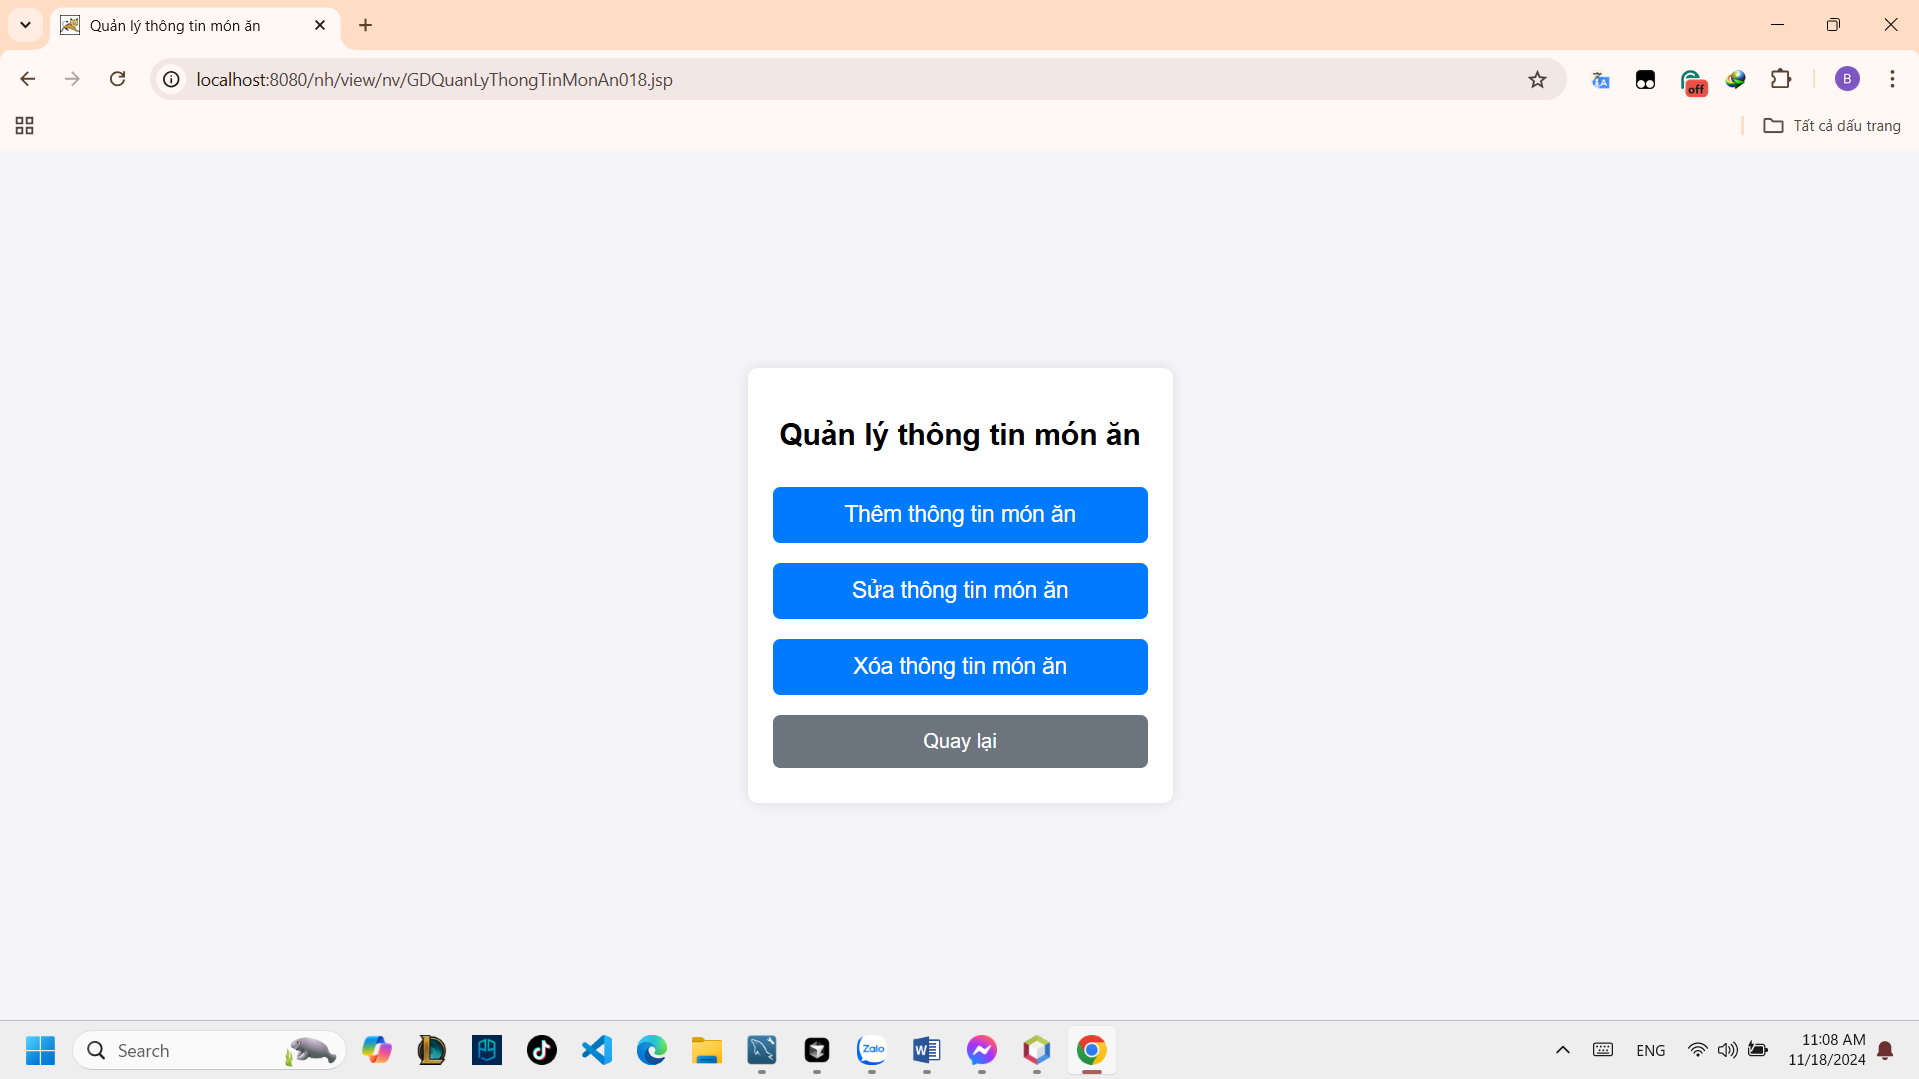 Quản lý thông tin món ăn
localhost:8080/nh/view/nv/GDQuanLyThongTinMonAn018.jsp
off
B
Tất cả dấu trang
Quản lý thông tin món ăn
Thêm thông tin món ăn
Sửa thông tin món ăn
Xóa thông tin món ăn
Quay lại
Search
Zalo
ENG
11:08 AM
11/18/2024